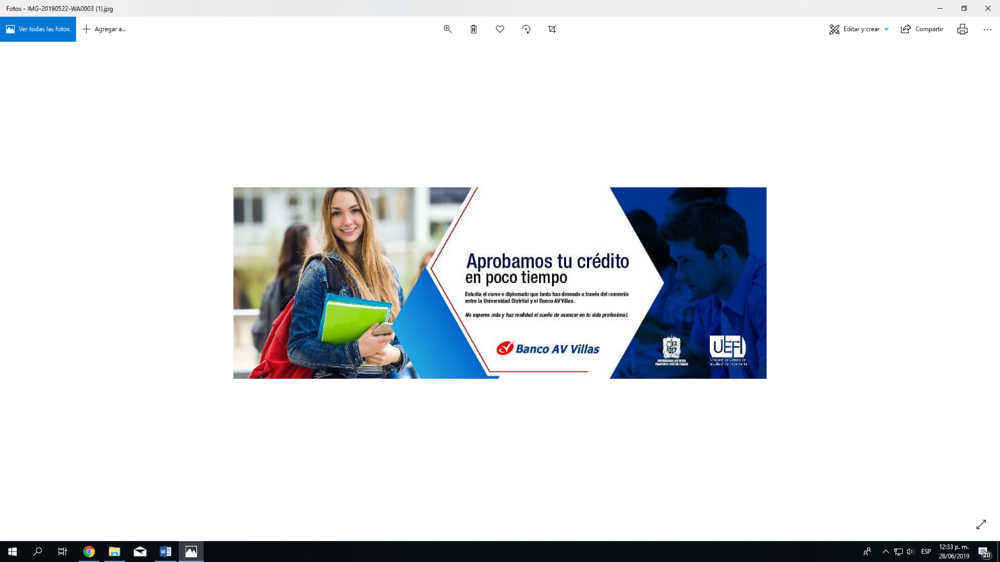 Fotos - IMG-20190522-WA0003 (1).jpg
Ver todas las fotos
Agregar a...
Editar y crear
Compartir
Aprobamos tu crédito
en poco tiempo
Estudia el curso o diplomado que tanto has deseado a través del convenio
entre la Universidad Distrital y el Banco AV Villas.
No esperes más y haz realidad el sueño de avanzar en tu vida profesional.
Banco AV Villas
UNIVERSIDAD DISTRITAL
FRANCISCO JOSÉ DE CALDAS
UEFI
Unidad de Extensión
Facultad de Ingeniería
ESP
12:33 p. m.
28/06/2019
20